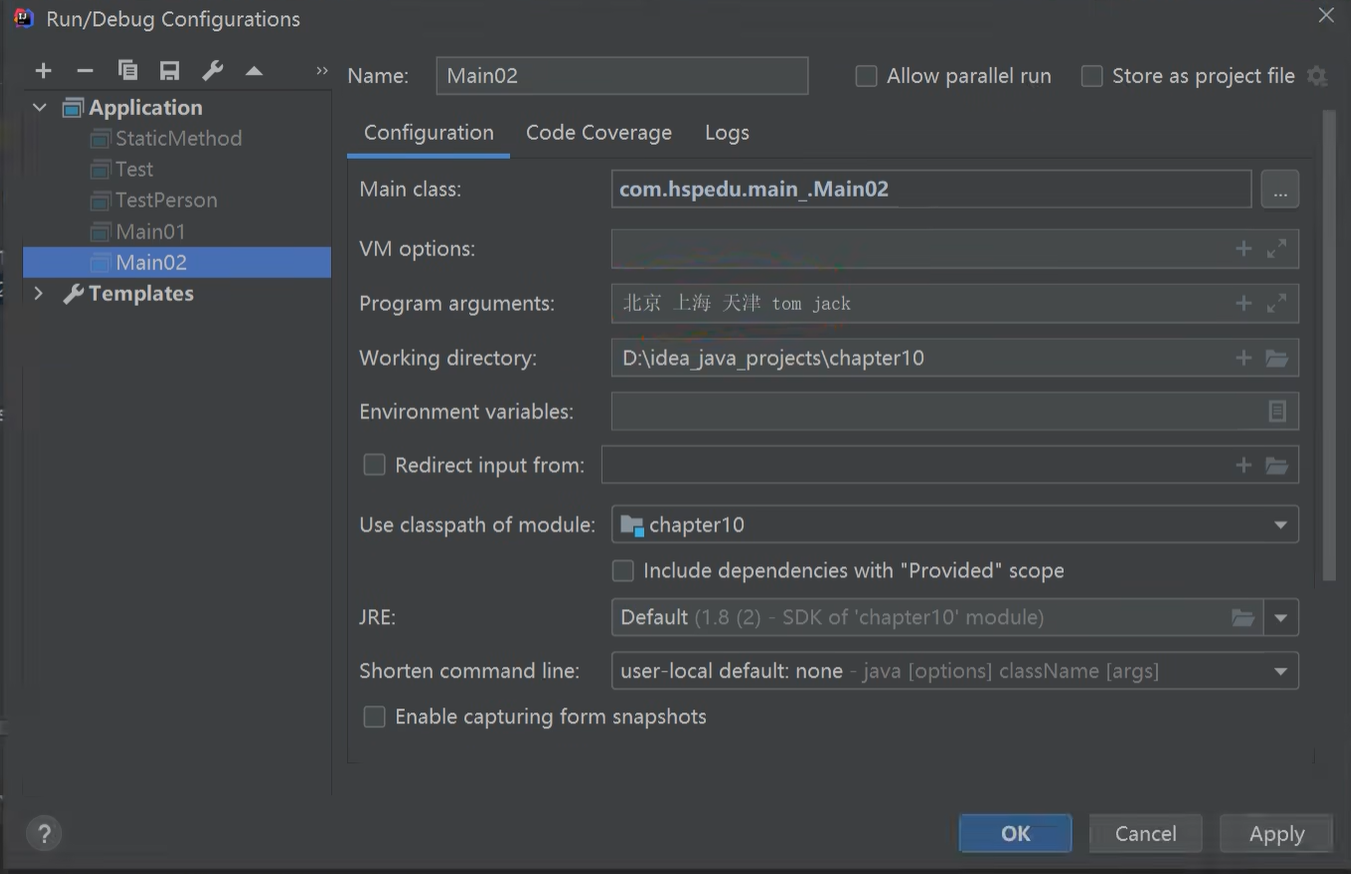 Run/Debug Configurations
Name: Main02 Allow parallel run Store as project file
Application
StaticMethod
Test
TestPerson
Main01
Main02
Templates
Configuration Code Coverage Logs
Main class: com.hspedu.main_.Main02 ...
VM options:
Program arguments: 北京 上海 天津 tom jack
Working directory: D:\idea_java_projects\chapter10
Environment variables:
Redirect input from:
Use classpath of module: chapter10
Include dependencies with "Provided" scope
JRE: Default (1.8 (2) - SDK of 'chapter10' module)
Shorten command line: user-local default: none - java [options] className [args]
Enable capturing form snapshots
? OK Cancel Apply